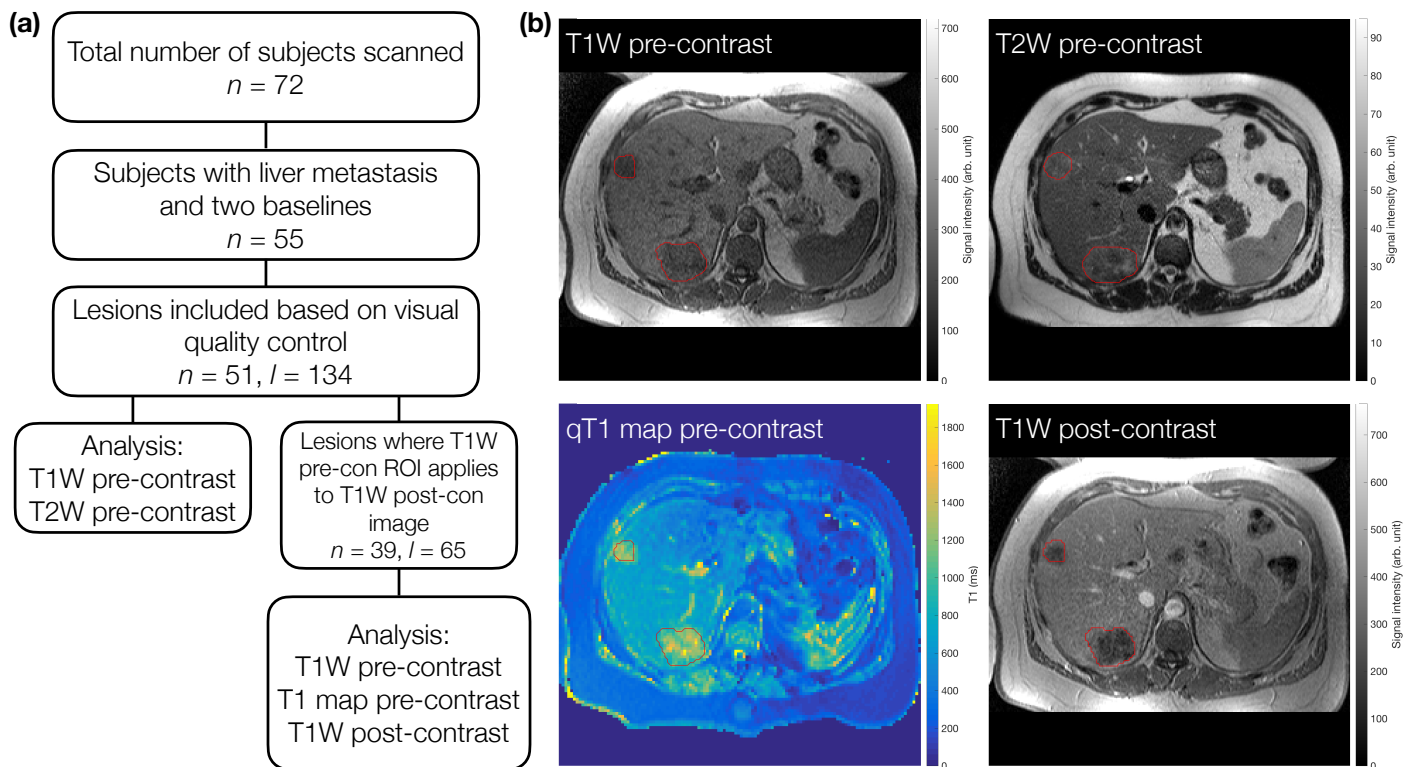 (a)
Total number of subjects scanned
n = 72
Subjects with liver metastasis
and two baselines
n = 55
Lesions included based on visual
quality control
n = 51, l = 134
Analysis:
T1W pre-contrast
T2W pre-contrast
Lesions where T1W
pre-con ROI applies
to T1W post-con
image
n = 39, l = 65
Analysis:
T1W pre-contrast
T1 map pre-contrast
T1W post-contrast
(b)
T1W pre-contrast
700
600
500
400
300
200
100
0
Signal intensity (arb. unit)
T2W pre-contrast
90
80
70
60
50
40
30
20
10
0
Signal intensity (arb. unit)
qT1 map pre-contrast
1800
1600
1400
1200
1000
800
600
400
200
0
T1 (ms)
T1W post-contrast
700
600
500
400
300
200
100
0
Signal intensity (arb. unit)